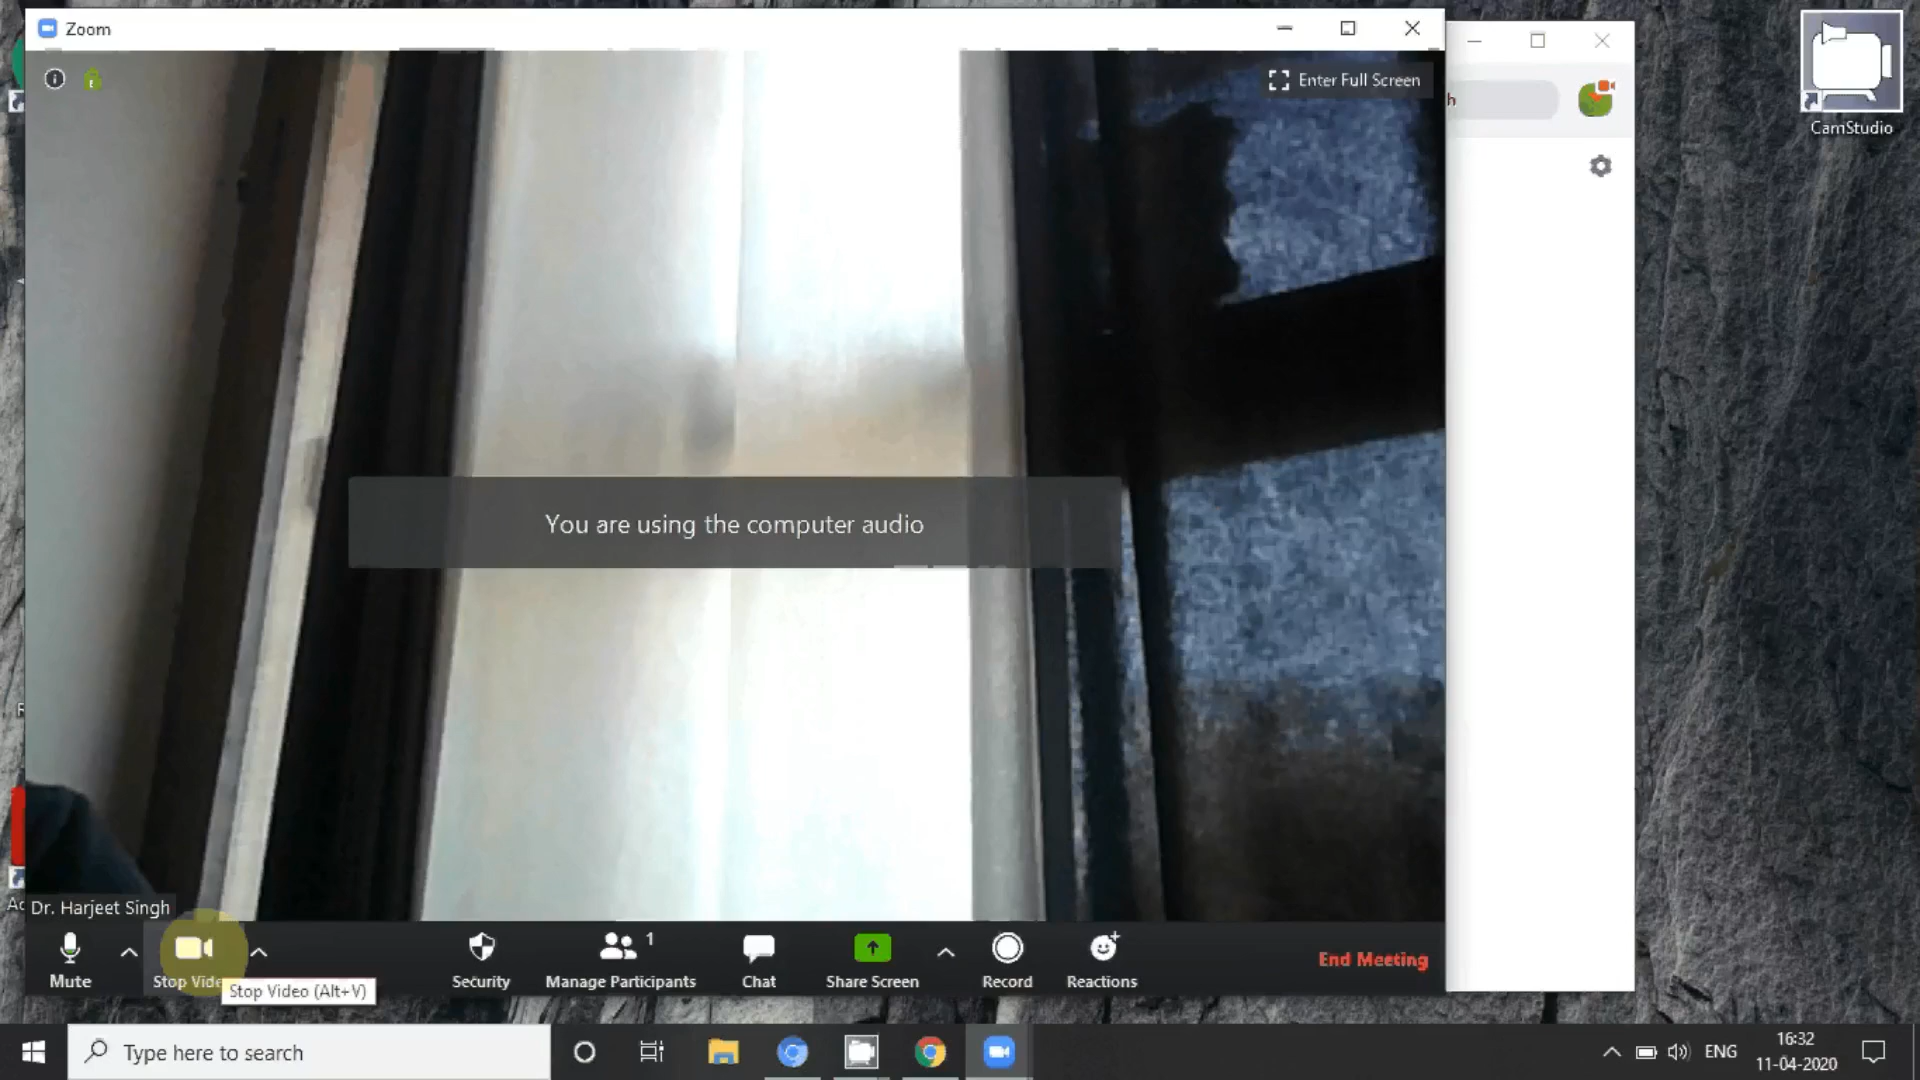 Zoom
Enter Full Screen
h
CamStudio
You are using the computer audio
Dr. Harjeet Singh
Mute
Stop Vide
Stop Video (Alt+V)
Security
Manage Participants
1
Chat
Share Screen
Record
Reactions
End Meeting
Type here to search
ENG
16:32
11-04-2020